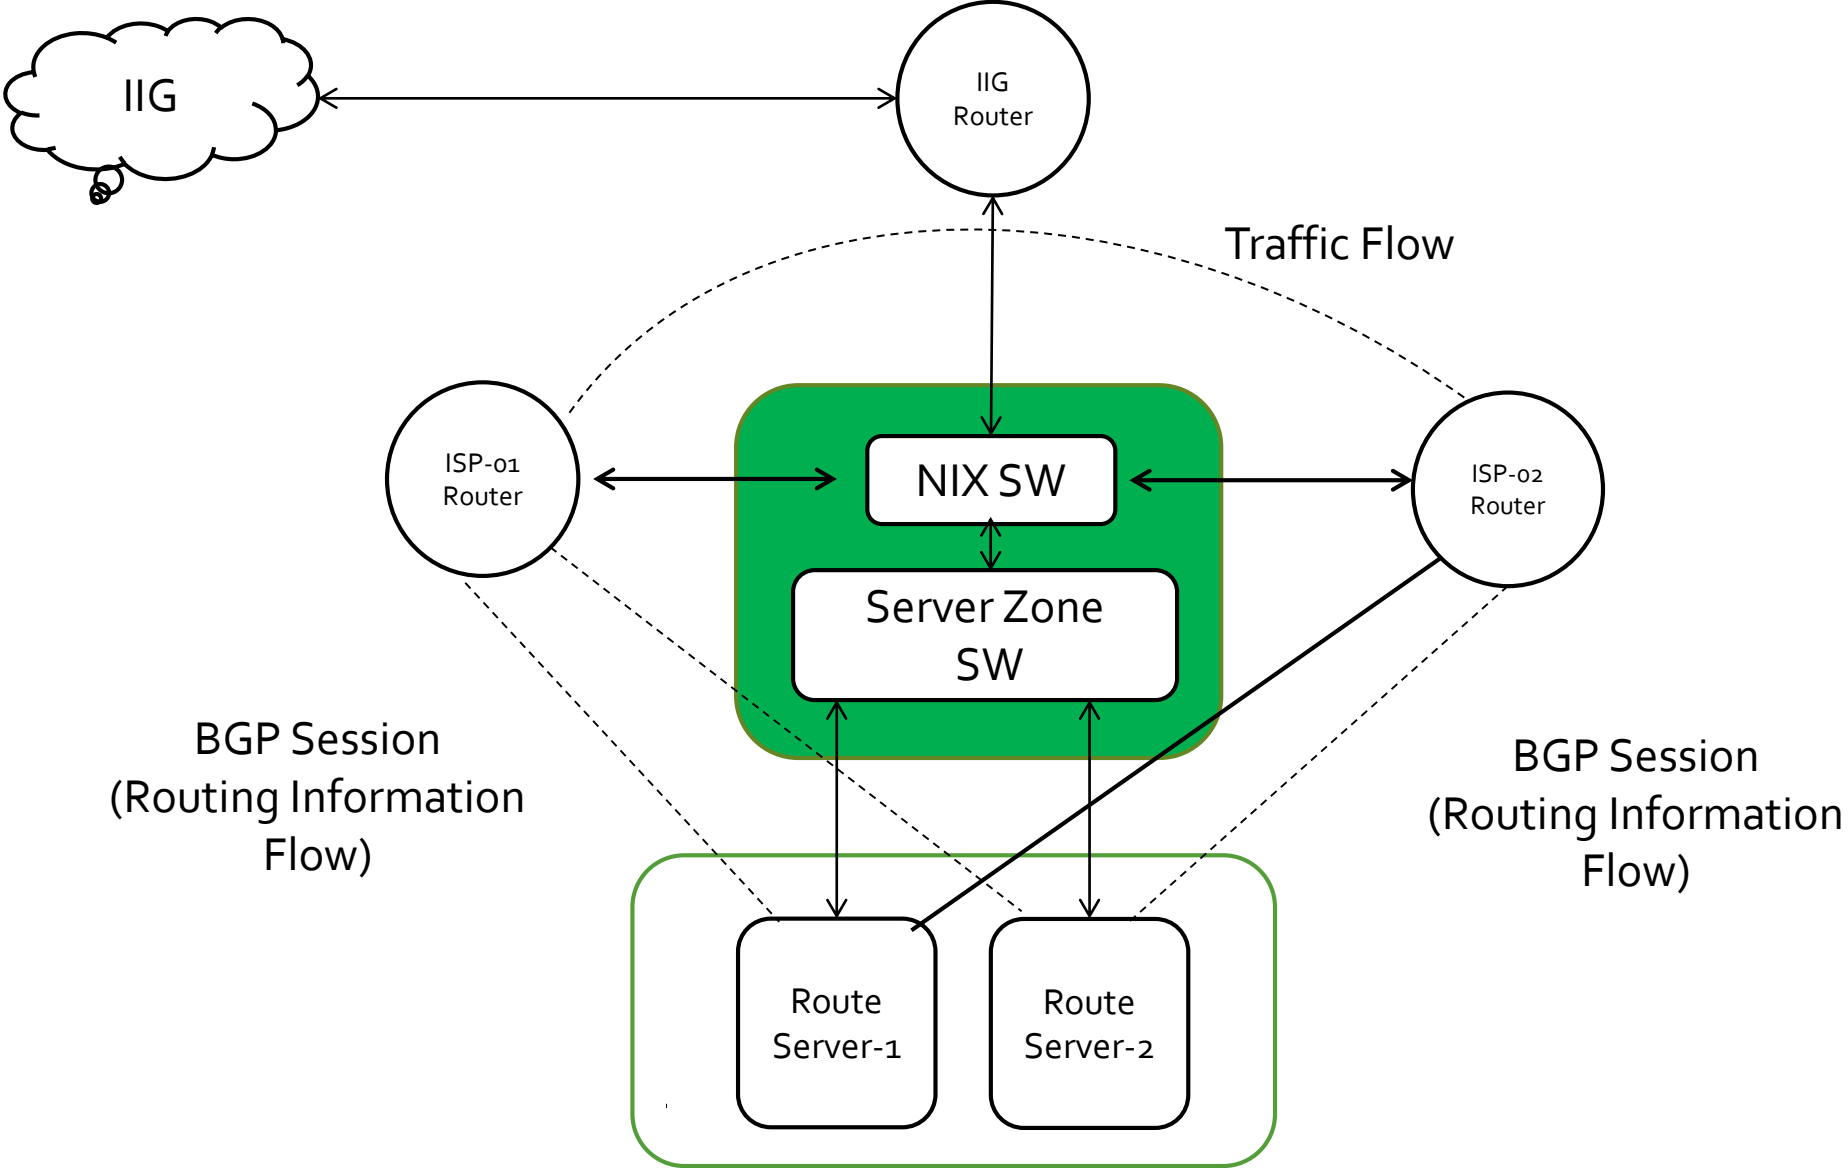 IIG
IIG
Router
Traffic Flow
ISP-01
Router
NIX SW
ISP-02
Router
Server Zone
SW
BGP Session
(Routing Information
Flow)
BGP Session
(Routing Information
Flow)
Route
Server-1
Route
Server-2